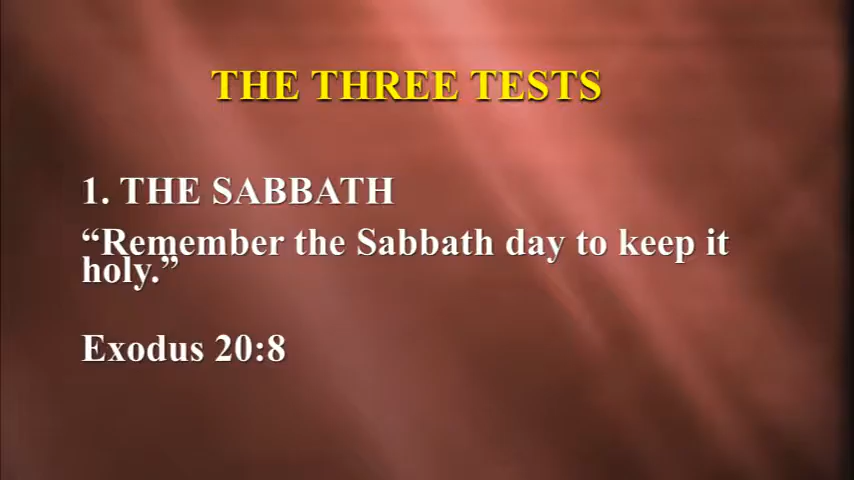 THE THREE TESTS
1. THE SABBATH
“Remember the Sabbath day to keep it
holy.”
Exodus 20:8